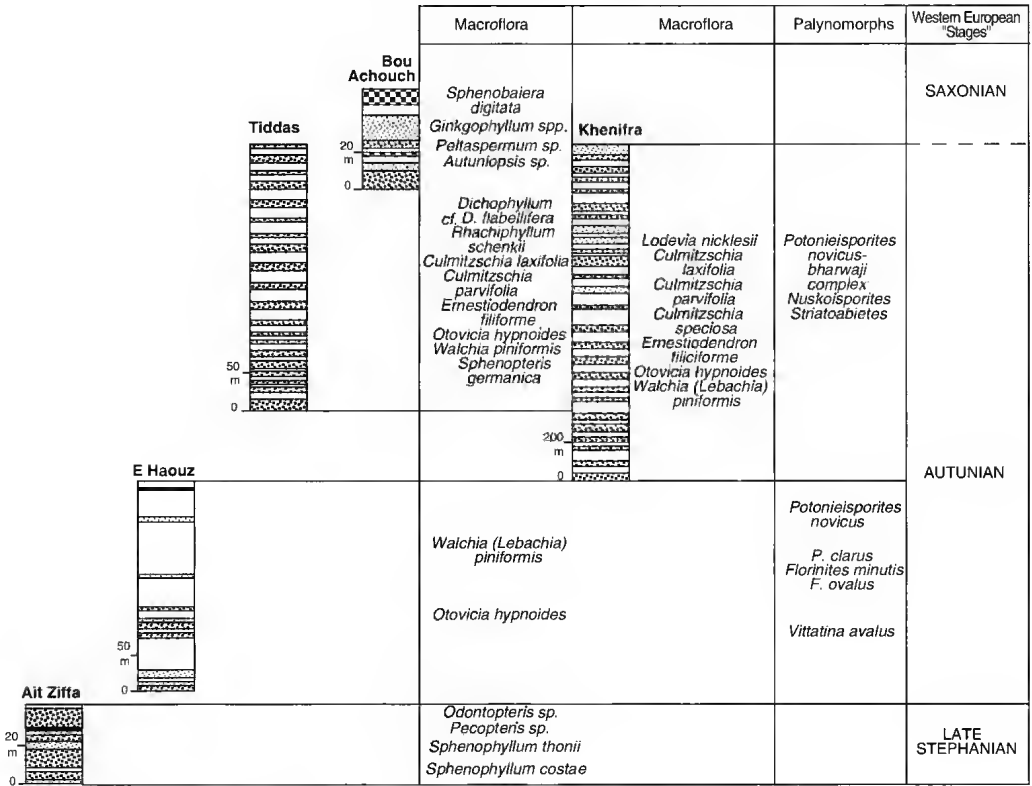 Macroflora
Macroflora
Palynomorphs
Western European
"Stages"
Bou
Achouch
20
m
0
Sphenobaiera
digitata
Ginkgophyllum spp.
Peltaspermum sp.
Autuniopsis sp.
SAXONIAN
Tiddas
50
m
0
Dichophyllum
cf. D. flabellifera
Rhachiphyllum
schenkii
Culmitzschia laxifolia
Culmitzschia
parvifolia
Ernestiodendron
filiforme
Otovicia hypnoides
Walchia piniformis
Sphenopteris
germanica
Khenifra
200
m
0
Lodevia nicklesii
Culmitzschia
laxifolia
Culmitzschia
parvifolia
Culmitzschia
speciosa
Ernestiodendron
filiciforme
Otovicia hypnoides
Walchia (Lebachia)
piniformis
Potonieisporites
novicus-
bharwaji
complex
Nuskoisporites
Striatoabietes
AUTUNIAN
E Haouz
50
m
0
Walchia (Lebachia)
piniformis
Otovicia hypnoides
Potonieisporites
novicus
P. clarus
Florinites minutis
F. ovalus
Vittatina avalus
Ait Ziffa
20
m
0
Odontopteris sp.
Pecopteris sp.
Sphenophyllum thonii
Sphenophyllum costae
LATE
STEPHANIAN